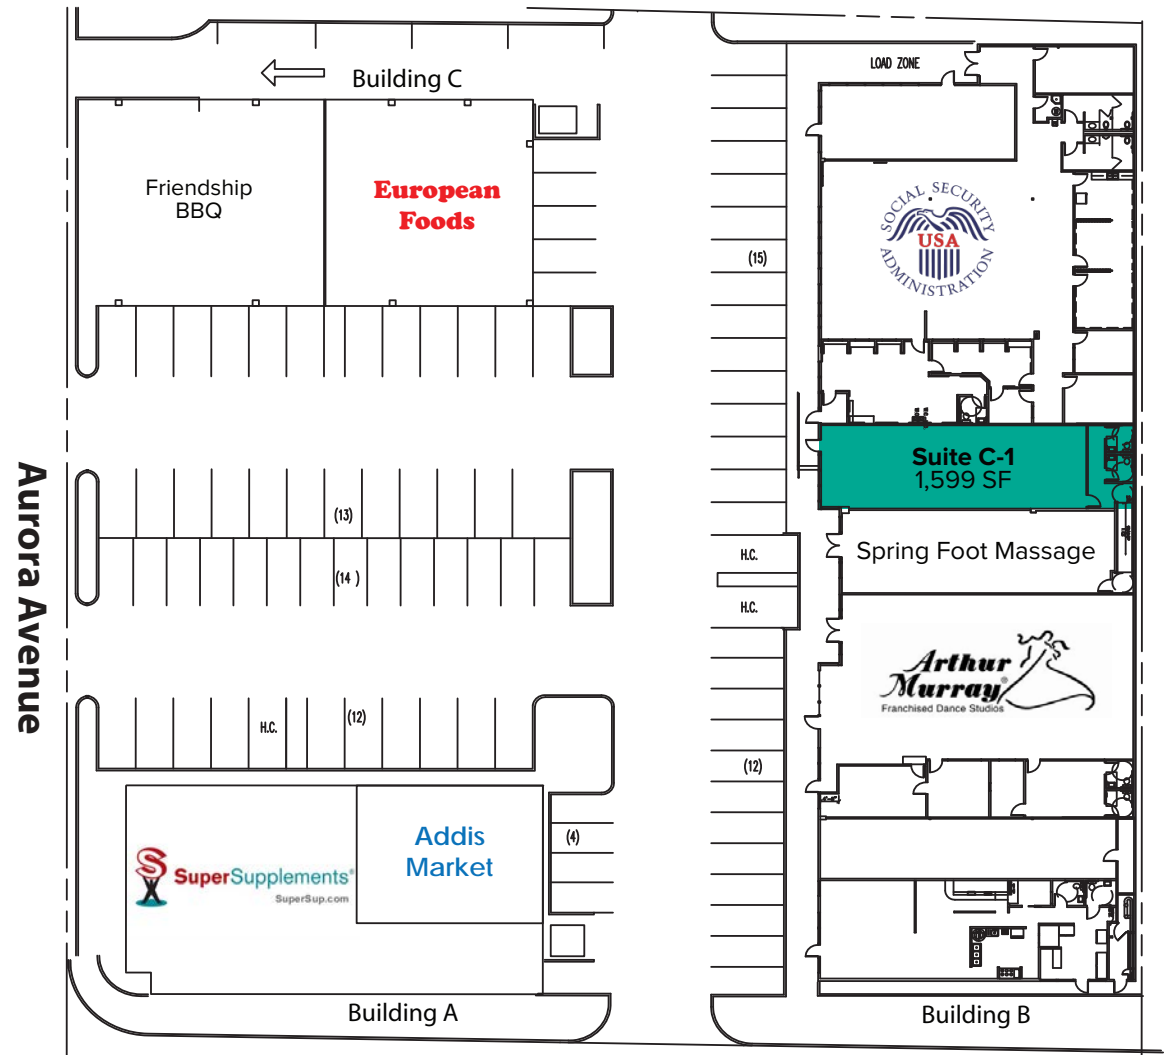 LOAD ZONE
Building C
Friendship
BBQ
European
Foods
SOCIAL SECURITY
USA
ADMINISTRATION
(15)
Suite C-1
1,599 SF
Aurora Avenue
(13)
(14 )
H.C.
H.C.
Spring Foot Massage
Arthur
Murray®
Franchised Dance Studios
H.C.
(12)
(12)
SuperSupplements®
SuperSup.com
Addis
Market
(4)
Building A
Building B